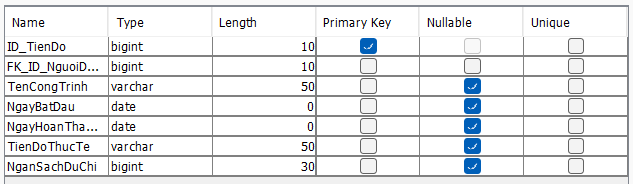 Name Type Length Primary Key Nullable Unique
ID_TienDo bigint 10
FK_ID_NguoiD... bigint 10
TenCongTrinh varchar 50
NgayBatDau date 0
NgayHoanTha... date 0
TienDoThucTe varchar 50
NganSachDuChi bigint 30